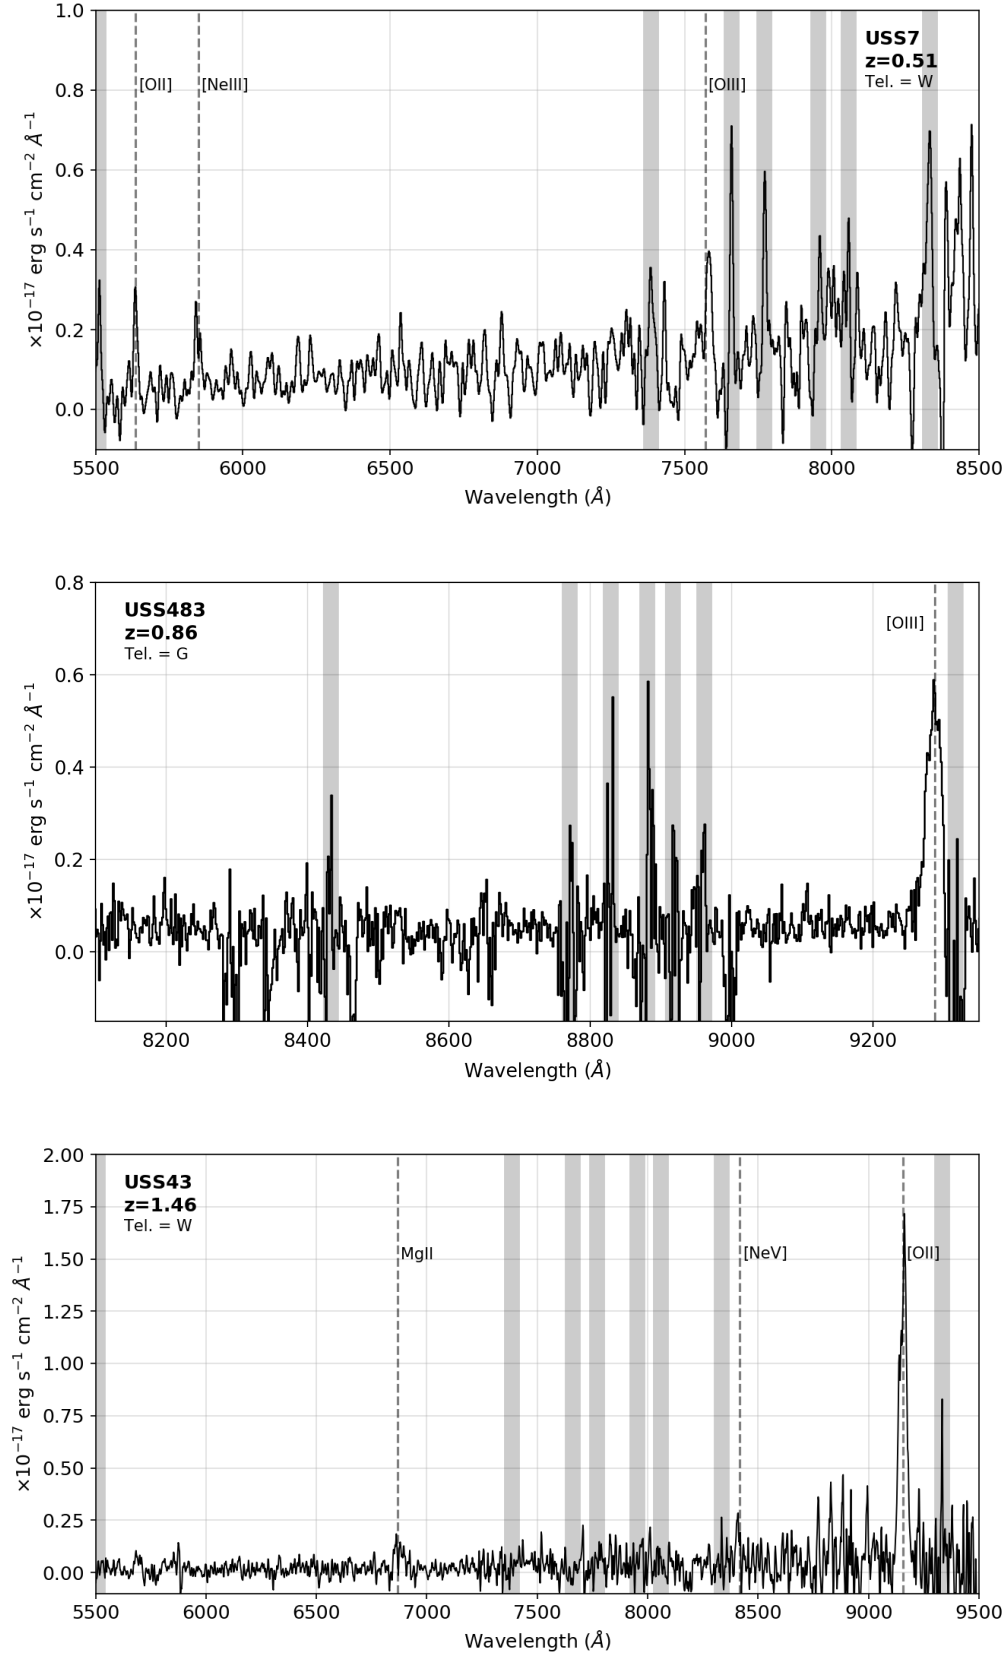 USS7
z=0.51
Tel. = W
[OII]
[NeIII]
[OIII]
1.0
0.8
0.6
0.4
0.2
0.0
×10⁻¹⁷ erg s⁻¹ cm⁻² Å⁻¹
5500 6000 6500 7000 7500 8000 8500
Wavelength (Å)
USS483
z=0.86
Tel. = G
[OIII]
0.8
0.6
0.4
0.2
0.0
×10⁻¹⁷ erg s⁻¹ cm⁻² Å⁻¹
8200 8400 8600 8800 9000 9200
Wavelength (Å)
USS43
z=1.46
Tel. = W
MgII
[NeV]
[OII]
2.00
1.75
1.50
1.25
1.00
0.75
0.50
0.25
0.00
×10⁻¹⁷ erg s⁻¹ cm⁻² Å⁻¹
5500 6000 6500 7000 7500 8000 8500 9000 9500
Wavelength (Å)